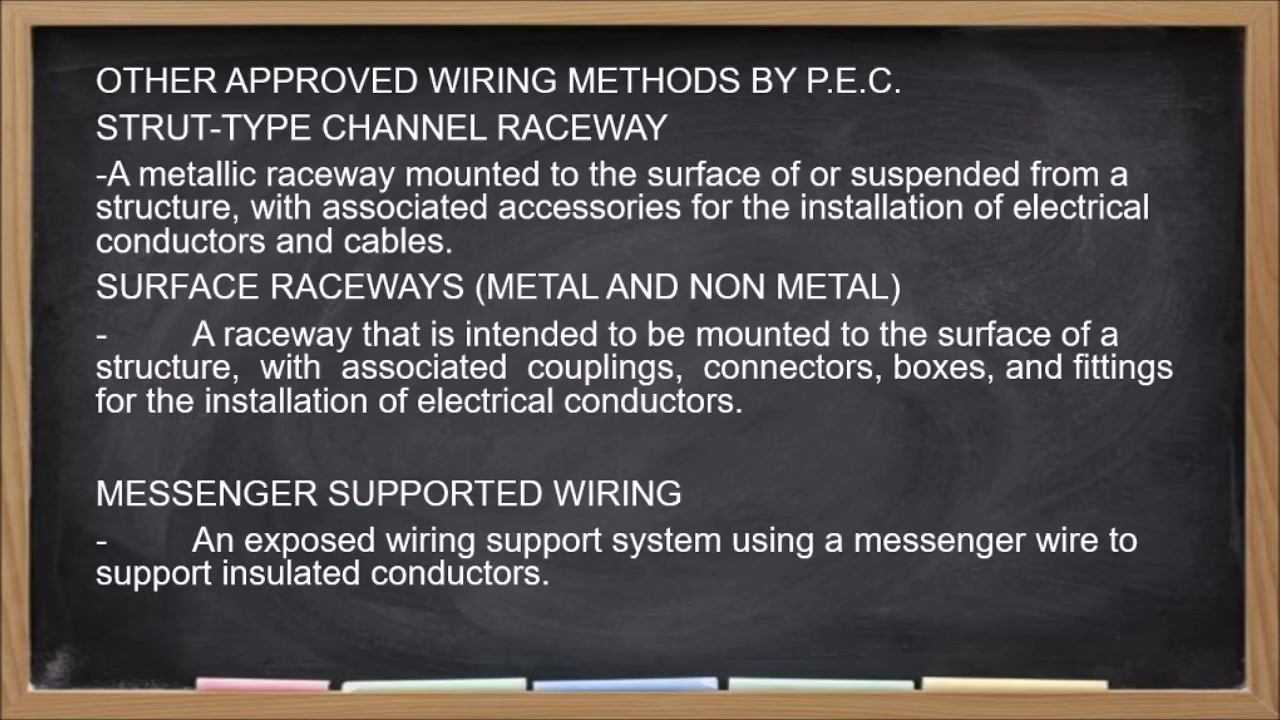 OTHER APPROVED WIRING METHODS BY P.E.C.
STRUT-TYPE CHANNEL RACEWAY
-A metallic raceway mounted to the surface of or suspended from a
structure, with associated accessories for the installation of electrical
conductors and cables.
SURFACE RACEWAYS (METAL AND NON METAL)
- A raceway that is intended to be mounted to the surface of a
structure, with associated couplings, connectors, boxes, and fittings
for the installation of electrical conductors.
MESSENGER SUPPORTED WIRING
- An exposed wiring support system using a messenger wire to
support insulated conductors.